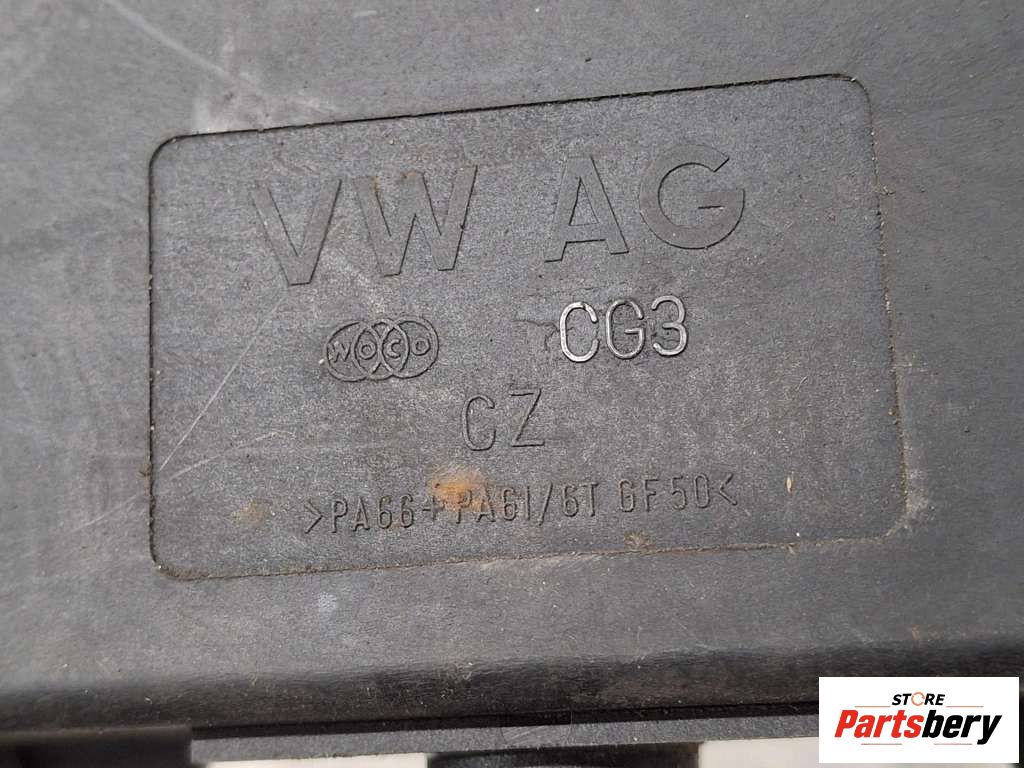 VW AG
WOCO CG3
CZ
>PA66+PA6I/6T GF50<
STORE
Partsbery